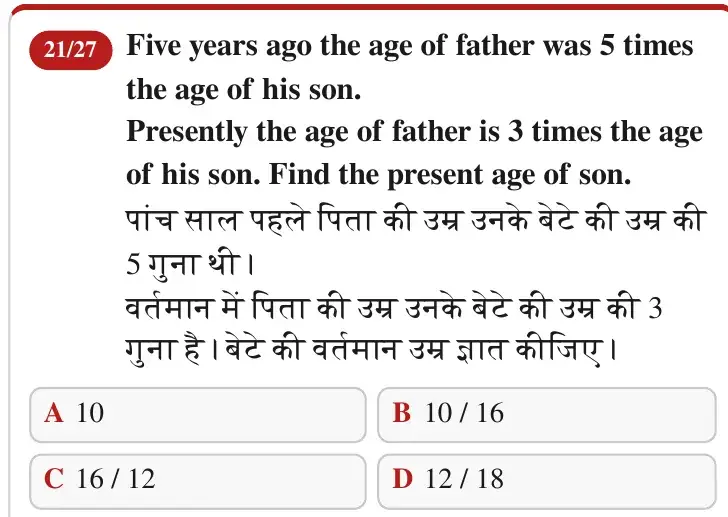 21/27 Five years ago the age of father was 5 times
the age of his son.
Presently the age of father is 3 times the age
of his son. Find the present age of son.
पांच साल पहले पिता की उम्र उनके बेटे की उम्र की
5 गुना थी।
वर्तमान में पिता की उम्र उनके बेटे की उम्र की 3
गुना है। बेटे की वर्तमान उम्र ज्ञात कीजिए।
A 10
B 10 / 16
C 16 / 12
D 12 / 18